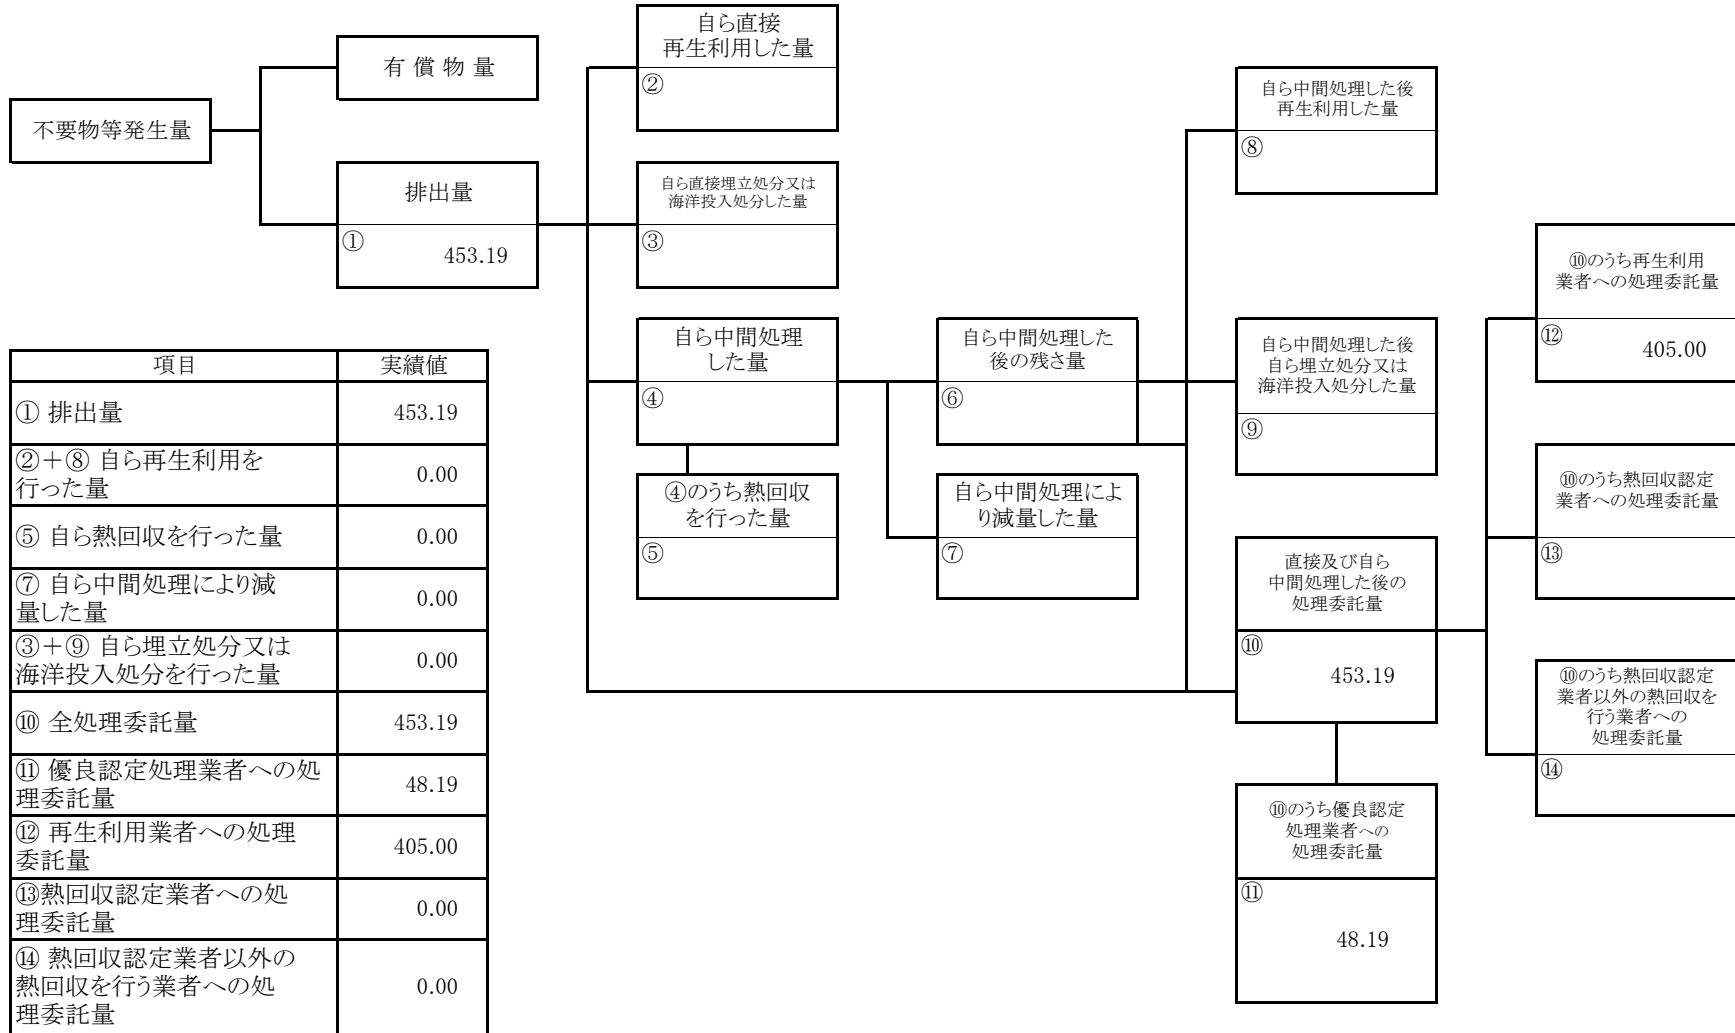 不要物等発生量
有 償 物 量
排出量
①
453.19
自ら直接
再生利用した量
②
自ら直接埋立処分又は
海洋投入処分した量
③
自ら中間処理
した量
④
④のうち熱回収
を行った量
⑤
自ら中間処理した
後の残さ量
⑥
自ら中間処理によ
り減量した量
⑦
自ら中間処理した後
再生利用した量
⑧
自ら中間処理した後
自ら埋立処分又は
海洋投入処分した量
⑨
直接及び自ら
中間処理した後の
処理委託量
⑩
453.19
⑩のうち優良認定
処理業者への
処理委託量
⑪
48.19
⑩のうち再生利用
業者への処理委託量
⑫
405.00
⑩のうち熱回収認定
業者への処理委託量
⑬
⑩のうち熱回収認定
業者以外の熱回収を
行う業者への
処理委託量
⑭
項目 実績値
① 排出量 453.19
②＋⑧ 自ら再生利用を
行った量 0.00
⑤ 自ら熱回収を行った量 0.00
⑦ 自ら中間処理により減
量した量 0.00
③＋⑨ 自ら埋立処分又は
海洋投入処分を行った量 0.00
⑩ 全処理委託量 453.19
⑪ 優良認定処理業者への処
理委託量 48.19
⑫ 再生利用業者への処理
委託量 405.00
⑬熱回収認定業者への処
理委託量 0.00
⑭ 熱回収認定業者以外の
熱回収を行う業者への処
理委託量 0.00